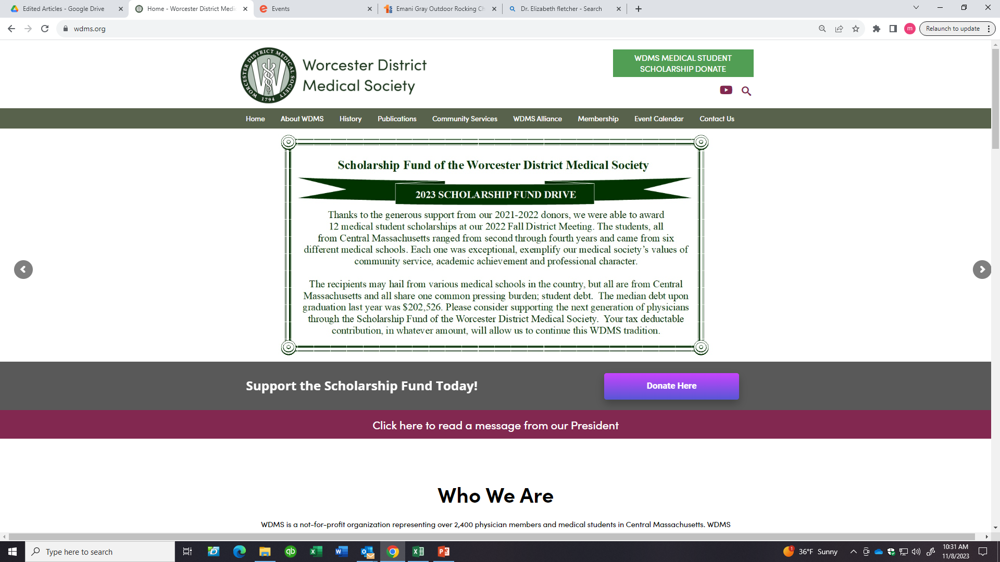 Edited Articles - Google Drive
Home - Worcester District Medic
Events
Emani Gray Outdoor Rocking Ch
Dr. Elizabeth fletcher - Search
wdms.org
m
Relaunch to update
WORCESTER DISTRICT MEDICAL SOCIETY
W
1794
Worcester District
Medical Society
WDMS MEDICAL STUDENT
SCHOLARSHIP DONATE
Home About WDMS History Publications Community Services WDMS Alliance Membership Event Calendar Contact Us
Scholarship Fund of the Worcester District Medical Society
2023 SCHOLARSHIP FUND DRIVE
Thanks to the generous support from our 2021-2022 donors, we were able to award
12 medical student scholarships at our 2022 Fall District Meeting. The students, all
from Central Massachusetts ranged from second through fourth years and came from six
different medical schools. Each one was exceptional, exemplify our medical society's values of
community service, academic achievement and professional character.
The recipients may hail from various medical schools in the country, but all are from Central
Massachusetts and all share one common pressing burden; student debt. The median debt upon
graduation last year was $202,526. Please consider supporting the next generation of physicians
through the Scholarship Fund of the Worcester District Medical Society. Your tax deductable
contribution, in whatever amount, will allow us to continue this WDMS tradition.
Support the Scholarship Fund Today!
Donate Here
Click here to read a message from our President
Who We Are
WDMS is a not-for-profit organization representing over 2,400 physician members and medical students in Central Massachusetts. WDMS
Type here to search
1
36°F Sunny
10:31 AM
11/8/2023